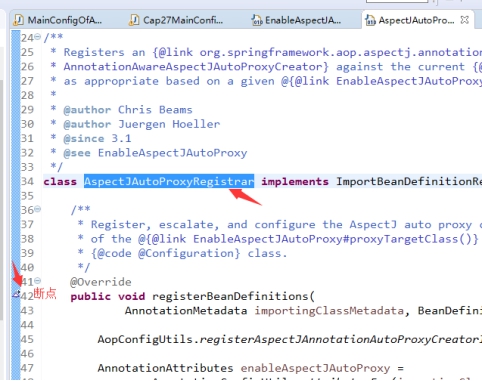 MainConfigOfA... Cap27MainConfi... EnableAspectJA... AspectJAutoPro...
24 /**
25 * Registers an {@link org.springframework.aop.aspectj.annotation
26 * AnnotationAwareAspectJAutoProxyCreator} against the current {@
27 * as appropriate based on a given @{@link EnableAspectJAutoProxy
28 *
29 * @author Chris Beams
30 * @author Juergen Hoeller
31 * @since 3.1
32 * @see EnableAspectJAutoProxy
33 */
34 class AspectJAutoProxyRegistrar implements ImportBeanDefinitionRe
35
36 /**
37 * Register, escalate, and configure the AspectJ auto proxy c
38 * of the @{@link EnableAspectJAutoProxy#proxyTargetClass()}
39 * {@code @Configuration} class.
40 */
41 @Override
42 断点 public void registerBeanDefinitions(
43 AnnotationMetadata importingClassMetadata, BeanDefini
44
45 AopConfigUtils.registerAspectJAnnotationAutoProxyCreatorI
46
47 AnnotationAttributes enableAspectJAutoProxy =